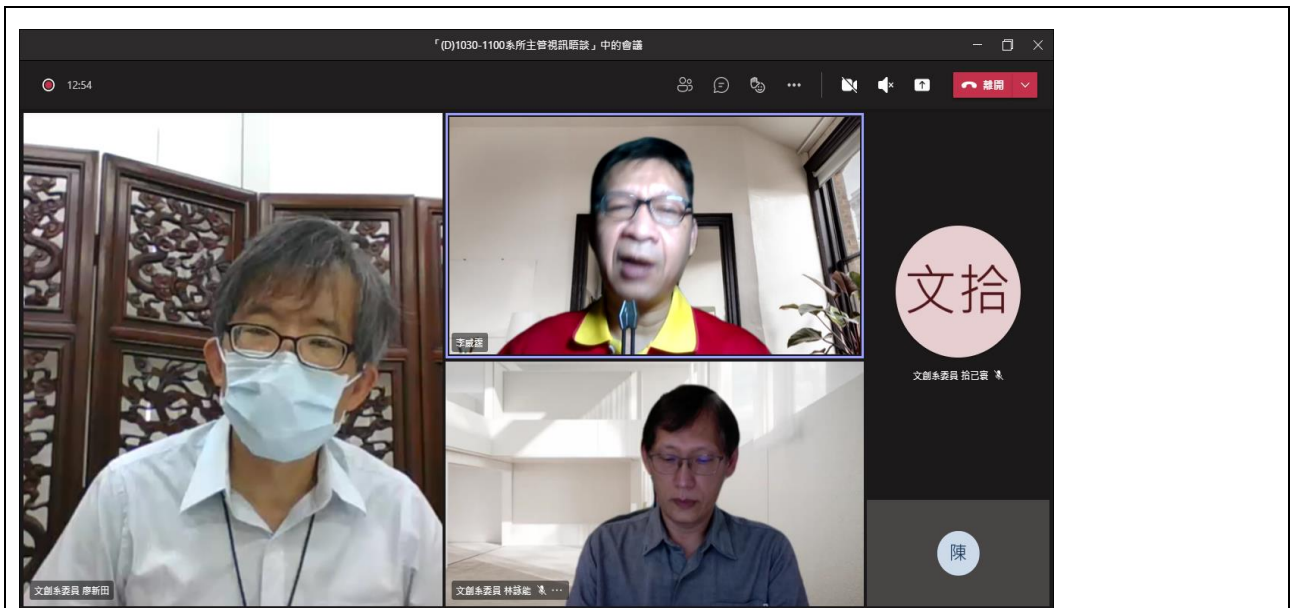 「(D)1030-1100系所主管視訊晤談」中的會議
12:54
離開
文拾
李威霆
文創系委員 拾己寰
文創系委員 廖新田
文創系委員 林詠能
陳